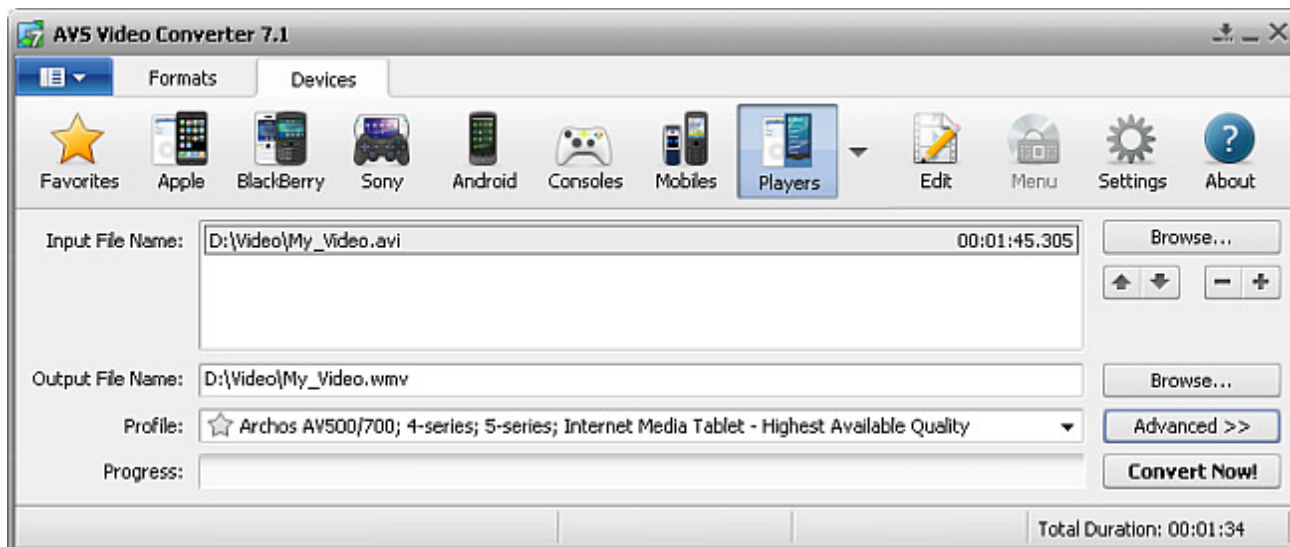 AVS Video Converter 7.1
Formats Devices
Favorites Apple BlackBerry Sony Android Consoles Mobiles Players Edit Menu Settings About
Input File Name: D:\Video\My_Video.avi 00:01:45.305 Browse...
Output File Name: D:\Video\My_Video.wmv Browse...
Profile: Archos AV500/700; 4-series; 5-series; Internet Media Tablet - Highest Available Quality Advanced >>
Progress: Convert Now!
Total Duration: 00:01:34